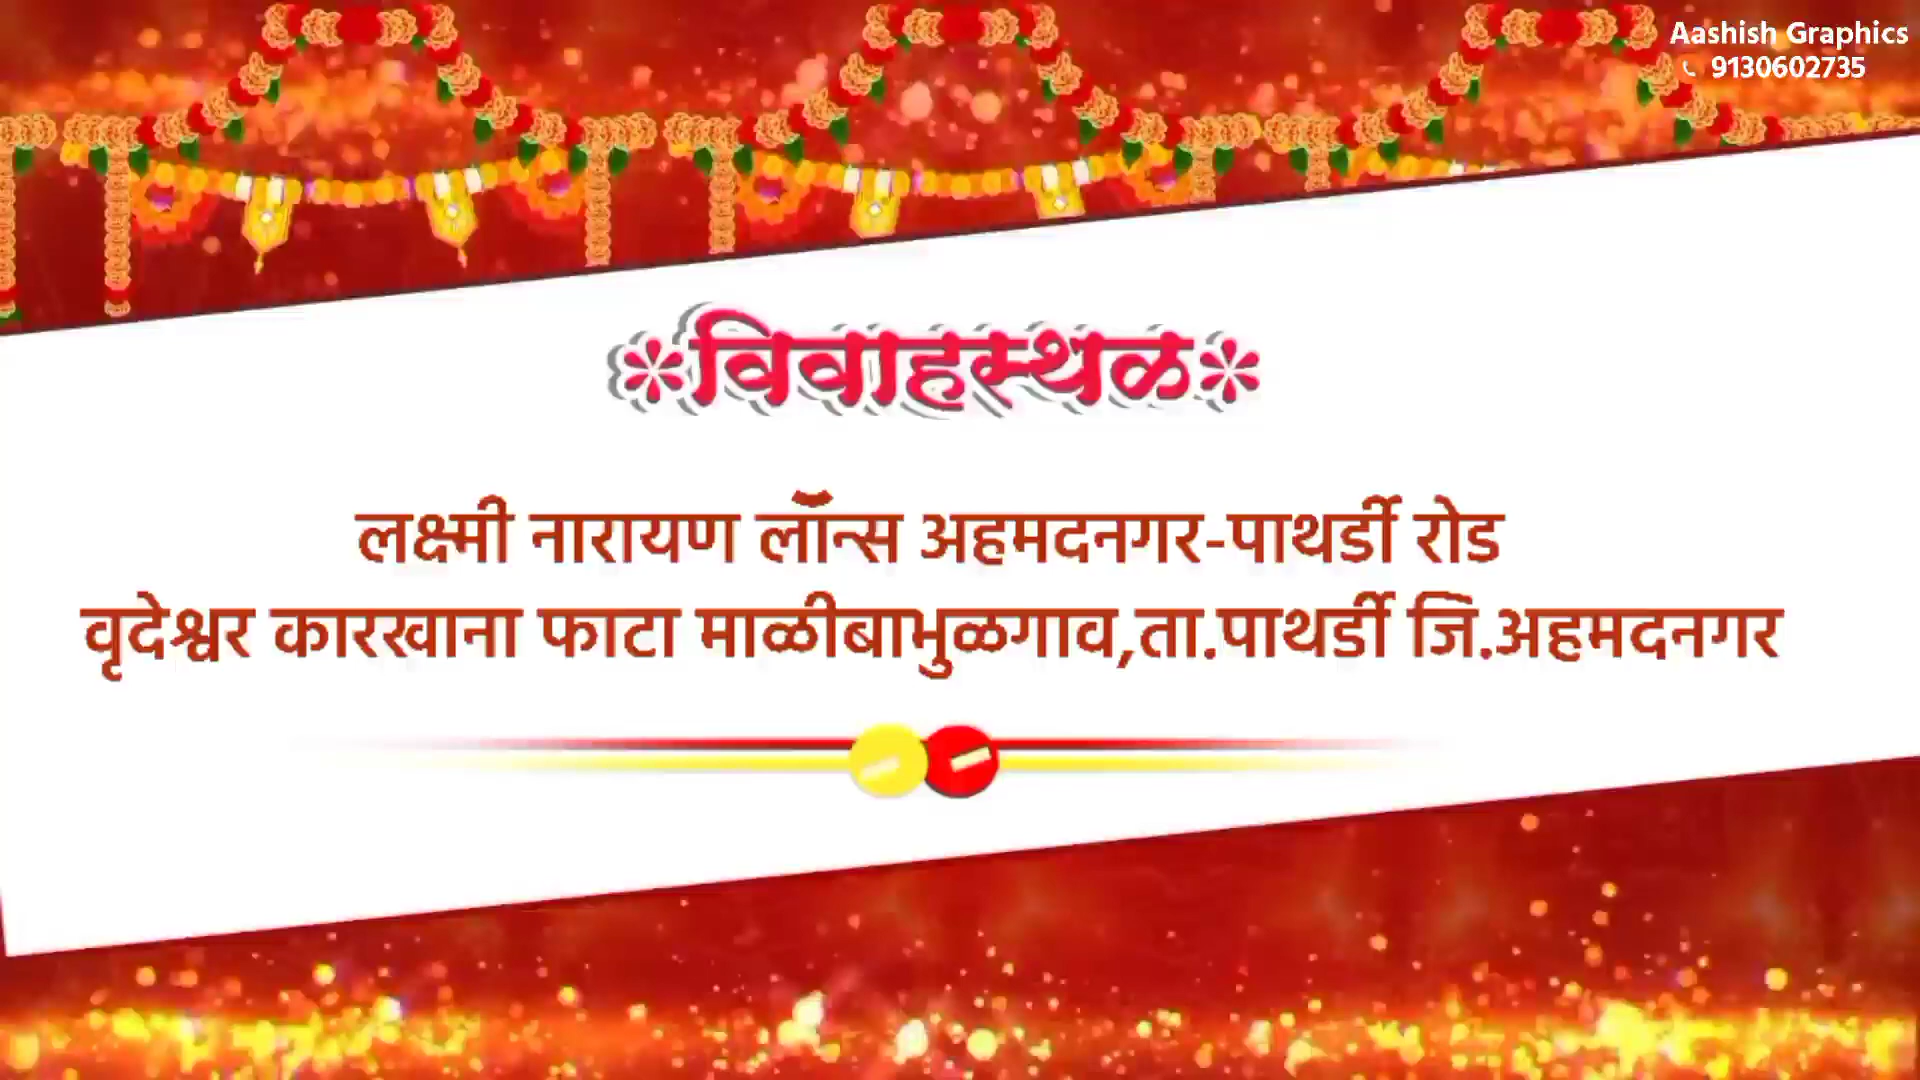 Aashish Graphics
9130602735
विवाहस्थळ
लक्ष्मी नारायण लॉन्स अहमदनगर-पाथर्डी रोड
वृदेश्वर कारखाना फाटा माळीबाभुळगाव,ता.पाथर्डी जि.अहमदनगर